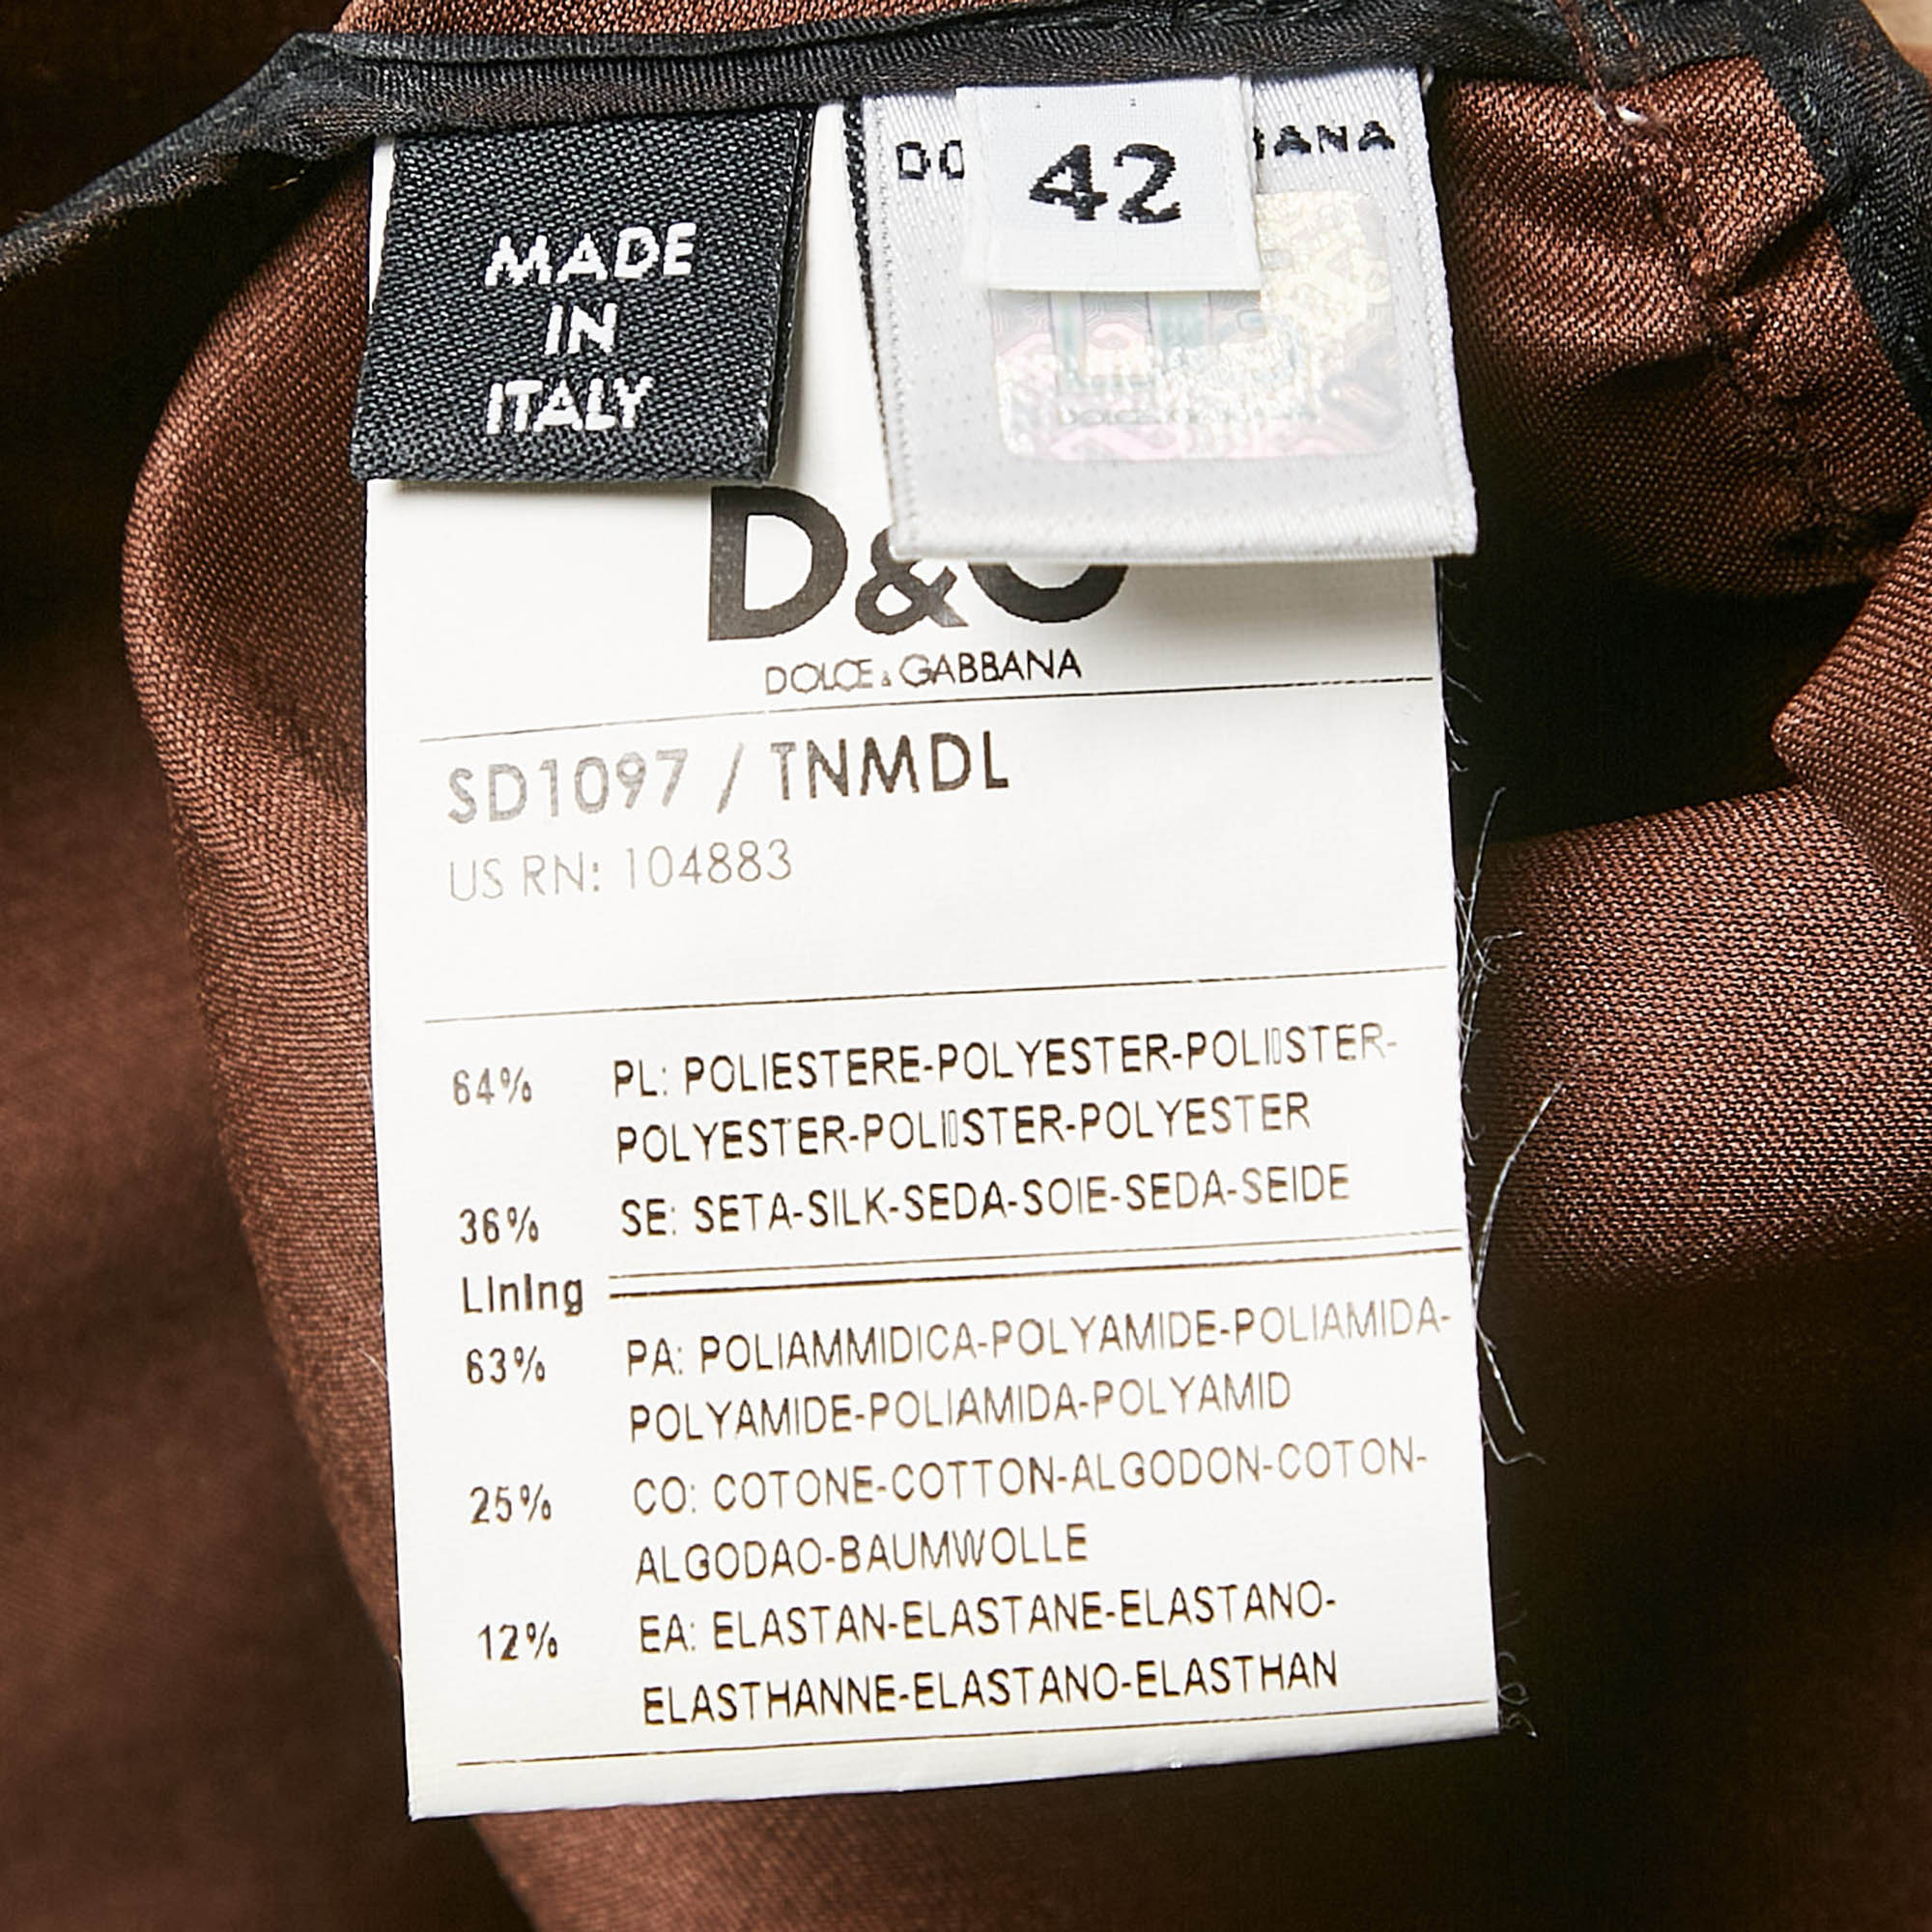 MADE
IN
ITALY
42
D&G
DOLCE & GABBANA
SD1097 / TNMDL
US RN: 104883
64% PL: POLIESTERE-POLYESTER-POLI▯STER-
POLYESTER-POLI▯STER-POLYESTER
36% SE: SETA-SILK-SEDA-SOIE-SEDA-SEIDE
Lining
63% PA: POLIAMMIDICA-POLYAMIDE-POLIAMIDA-
POLYAMIDE-POLIAMIDA-POLYAMID
25% CO: COTONE-COTTON-ALGODON-COTON-
ALGODAO-BAUMWOLLE
12% EA: ELASTAN-ELASTANE-ELASTANO-
ELASTHANNE-ELASTANO-ELASTHAN